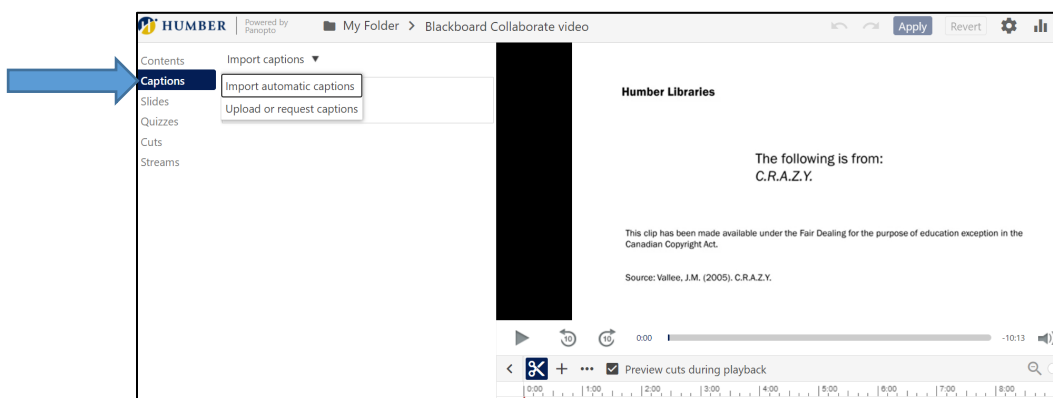 HUMBER Powered by Panopto My Folder > Blackboard Collaborate video Apply Revert
Contents
Captions
Slides
Quizzes
Cuts
Streams
Import captions ▼
Import automatic captions
Upload or request captions
Humber Libraries
The following is from:
C.R.A.Z.Y.
This clip has been made available under the Fair Dealing for the purpose of education exception in the
Canadian Copyright Act.
Source: Vallee, J.M. (2005). C.R.A.Z.Y.
10 10 0:00 -10:13
Preview cuts during playback
0:00 1:00 2:00 3:00 4:00 5:00 6:00 7:00 8:00